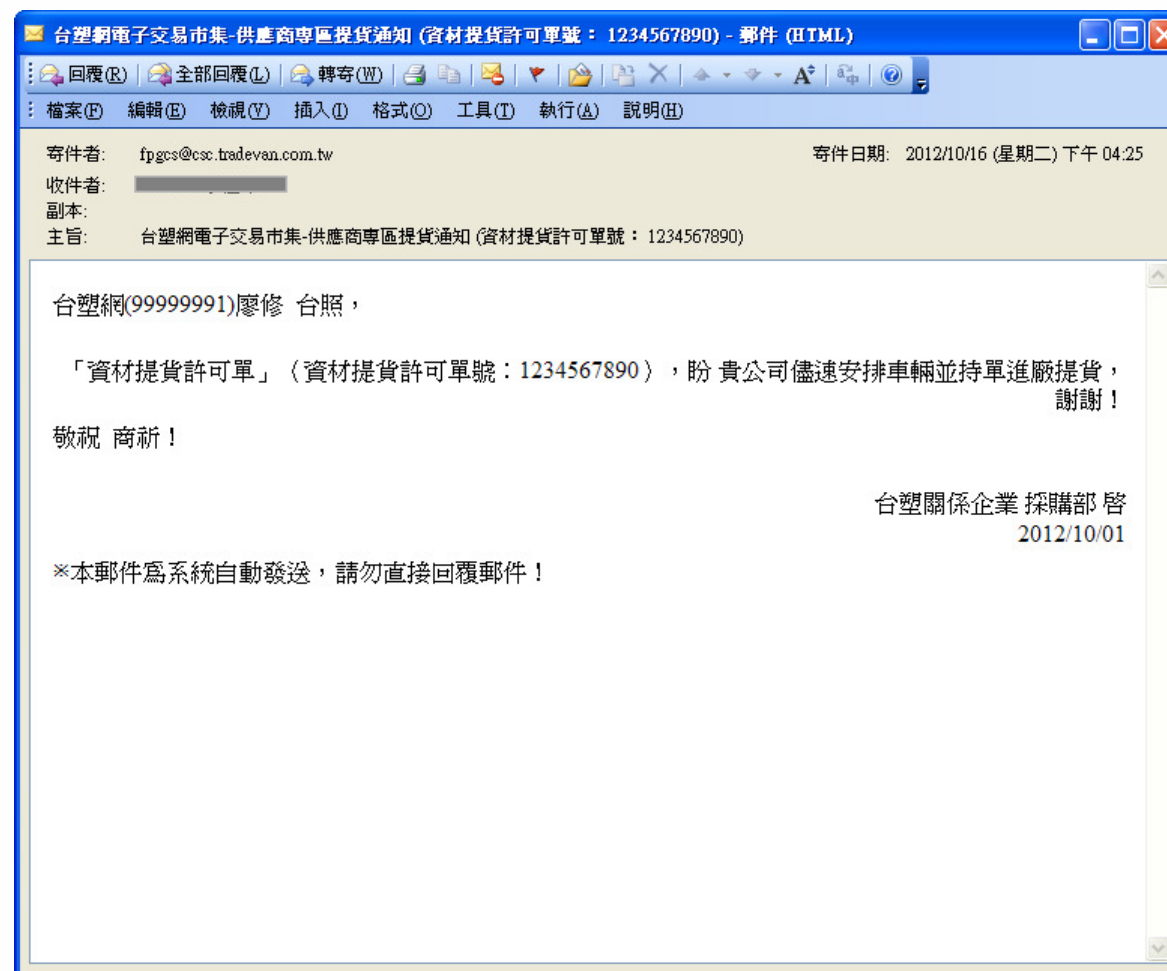 台塑網電子交易市集-供應商專區提貨通知 (資材提貨許可單號： 1234567890) - 郵件 (HTML)
回覆(R) 全部回覆(L) 轉寄(W)
檔案(F) 編輯(E) 檢視(V) 插入(I) 格式(O) 工具(T) 執行(A) 說明(H)
寄件者: fpgcs@csc.tradevan.com.tw 寄件日期: 2012/10/16 (星期二) 下午 04:25
收件者:
副本:
主旨: 台塑網電子交易市集-供應商專區提貨通知 (資材提貨許可單號： 1234567890)
台塑網(99999991)廖修 台照，
「資材提貨許可單」（資材提貨許可單號：1234567890），盼 貴公司儘速安排車輛並持單進廠提貨，
謝謝！
敬祝 商祈！
台塑關係企業 採購部 啓
2012/10/01
※本郵件為系統自動發送，請勿直接回覆郵件！